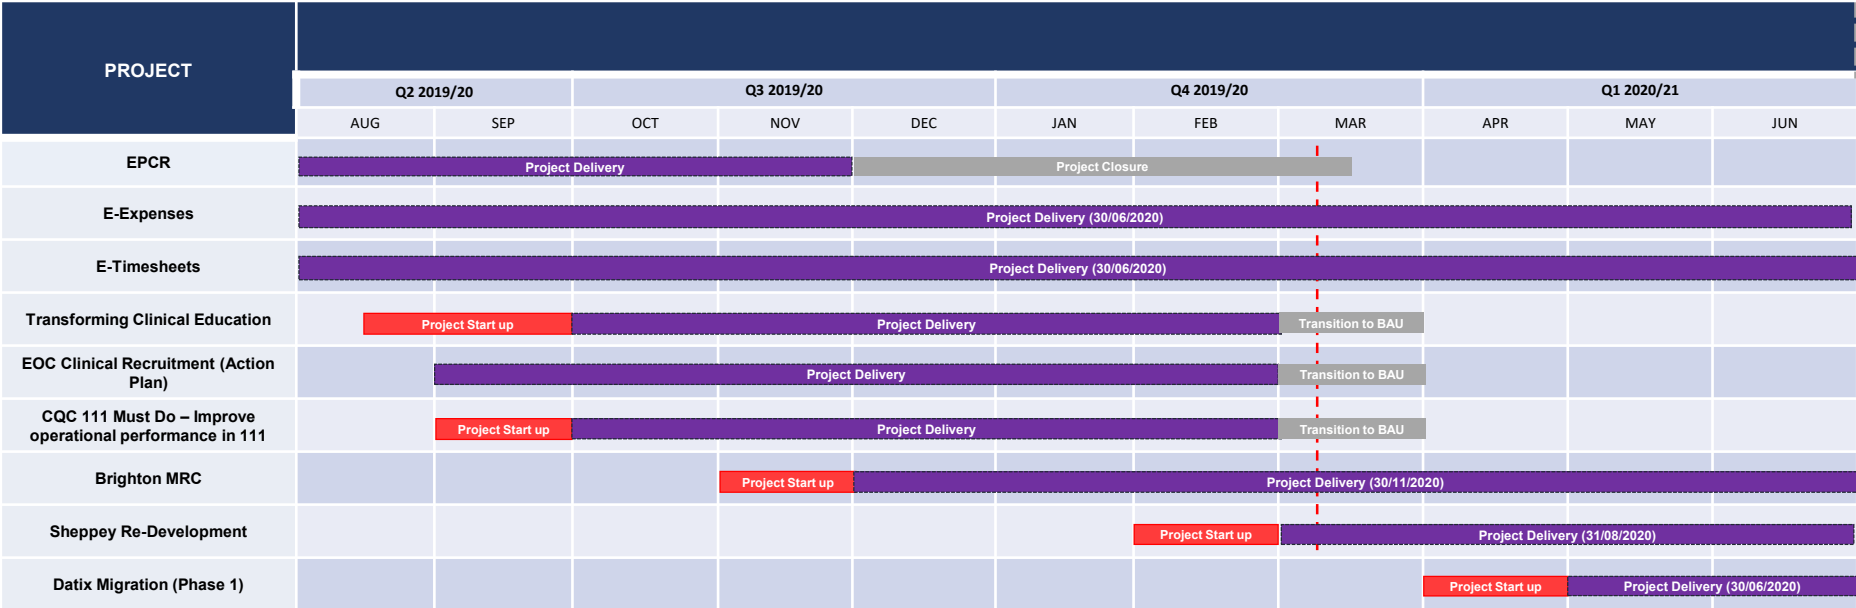 PROJECT
Q2 2019/20 Q3 2019/20 Q4 2019/20 Q1 2020/21
AUG SEP OCT NOV DEC JAN FEB MAR APR MAY JUN
EPCR Project Delivery Project Closure
E-Expenses Project Delivery (30/06/2020)
E-Timesheets Project Delivery (30/06/2020)
Transforming Clinical Education Project Start up Project Delivery Transition to BAU
EOC Clinical Recruitment (Action
Plan) Project Delivery Transition to BAU
CQC 111 Must Do – Improve
operational performance in 111 Project Start up Project Delivery Transition to BAU
Brighton MRC Project Start up Project Delivery (30/11/2020)
Sheppey Re-Development Project Start up Project Delivery (31/08/2020)
Datix Migration (Phase 1) Project Start up Project Delivery (30/06/2020)